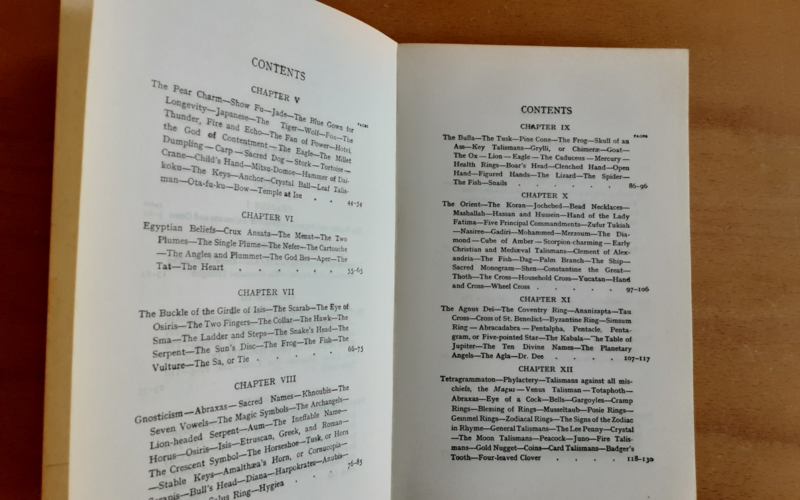 CONTENTS
CHAPTER V
PAGES
The Pear Charm—Show Fu—Jade—The Blue Gown for
Longevity—Japanese—The Tiger—Wolf—Fox—The
Thunder, Fire and Echo—The Fan of Power—Hotei,
the God of Contentment—The Eagle—The Millet
Dumpling—Carp—Sacred Dog—Stork—Tortoise—
Crane—Child's Hand—Mitsu-Domoe—Hammer of Dai-
koku—The Keys—Anchor—Crystal Ball—Leaf Talis-
man—Ota-fu-ku—Bow—Temple at Ise . . 44-54
CHAPTER VI
Egyptian Beliefs—Crux Ansata—The Menat—The Two
Plumes—The Single Plume—The Nefer—The Cartouche
—The Angles and Plummet—The God Bes—Aper—The
Tat—The Heart . . . . . . 55-65
CHAPTER VII
The Buckle of the Girdle of Isis—The Scarab—The Eye of
Osiris—The Two Fingers—The Collar—The Hawk—The
Sma—The Ladder and Steps—The Snake's Head—The
Serpent—The Sun's Disc—The Frog—The Fish—The
Vulture—The Sa, or Tie . . . . . 66-75
CHAPTER VIII
Gnosticism—Abraxas—Sacred Names—Khnoubis—The
Seven Vowels—The Magic Symbols—The Archangels—
Lion-headed Serpent—Aum—The Ineffable Name—
Horus—Osiris—Isis—Etruscan, Greek, and Roman—
The Crescent Symbol—The Horseshoe—Tusk, or Horn
—Stable Keys—Amalthæa's Horn, or Cornucopia—
Serapis—Bull's Head—Diana—Harpokrates—Anubis—
Ring—Hygiea . . 76-85
CONTENTS
CHAPTER IX
PAGES
The Bulla—The Tusk—Pine Cone—The Frog—Skull of an
Ass—Key Talismans—Grylli, or Chimeræ—Goat—
The Ox—Lion—Eagle—The Caduceus—Mercury—
Health Rings—Boar's Head—Clenched Hand—Open
Hand—Figured Hands—The Lizard—The Spider—
The Fish—Snails . . . . . . 86-96
CHAPTER X
The Orient—The Koran—Jochebed—Bead Necklaces—
Mashallah—Hassan and Hussein—Hand of the Lady
Fatima—Five Principal Commandments—Zufur Tukish
—Nasiree—Gadiri—Mohammed—Merzoum—The Dia-
mond—Cube of Amber—Scorpion-charming—Early
Christian and Mediæval Talismans—Clement of Alex-
andria—The Fish—Dag—Palm Branch—The Ship—
Sacred Monogram—Shen—Constantine the Great—
Thoth—The Cross—Household Cross—Yucatan—Hand
and Cross—Wheel Cross . . . . . 97-106
CHAPTER XI
The Agnus Dei—The Coventry Ring—Ananizapta—Tau
Cross—Cross of St. Benedict—Byzantine Ring—Simsum
Ring—Abracadabra—Pentalpha, Pentacle, Penta-
gram, or Five-pointed Star—The Kabala—The Table of
Jupiter—The Ten Divine Names—The Planetary
Angels—The Agla—Dr. Dee . . . . 107-117
CHAPTER XII
Tetragrammaton—Phylactery—Talismans against all mis-
chiefs, the Magus—Venus Talisman—Totaphoth—
Abraxas—Eye of a Cock—Bells—Gargoyles—Cramp
Rings—Blessing of Rings—Musseltaub—Posie Rings—
Gemmel Rings—Zodiacal Rings—The Signs of the Zodiac
in Rhyme—General Talismans—The Lee Penny—Crystal
—The Moon Talismans—Peacock—Juno—Fire Talis-
mans—Gold Nugget—Coins—Card Talismans—Badger's
Tooth—Four-leaved Clover . . . . 118-130